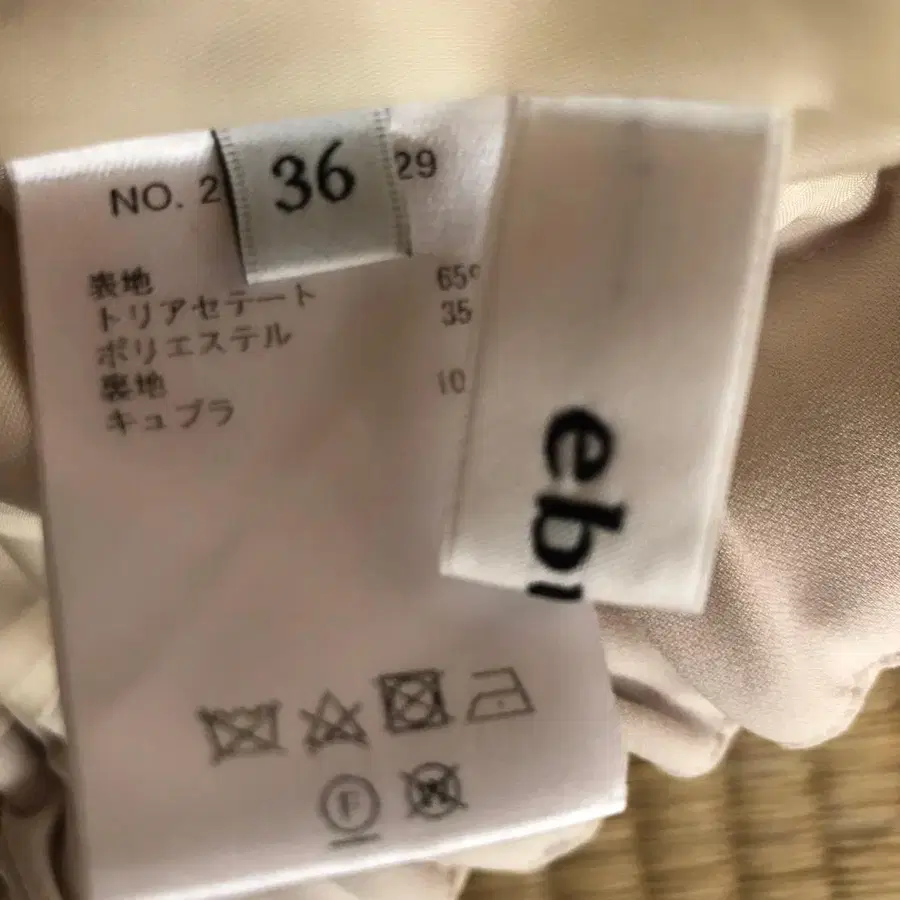 NO. 2
36
29
表地
トリアセテート 65
ポリエステル 35
裏地
キュプラ 10
eb
F
W